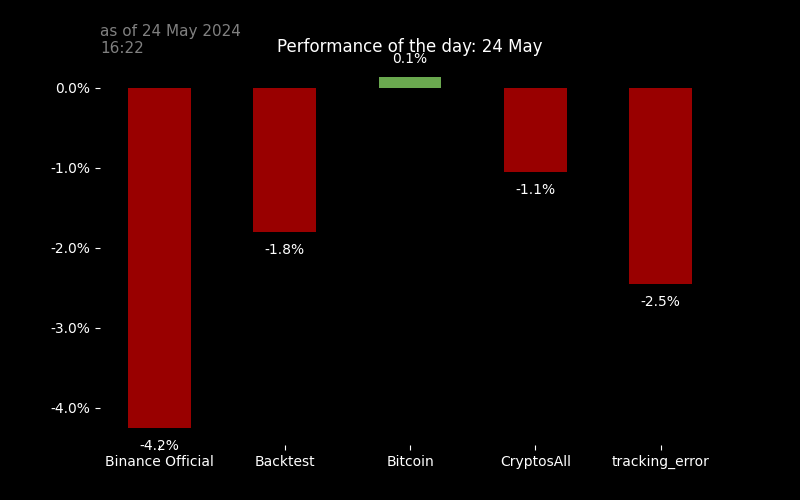 as of 24 May 2024
16:22
Performance of the day: 24 May
0.1%
0.0%
-1.0%
-1.1%
-2.0%
-1.8%
-2.5%
-3.0%
-4.0%
-4.2%
Binance Official
Backtest
Bitcoin
CryptosAll
tracking_error